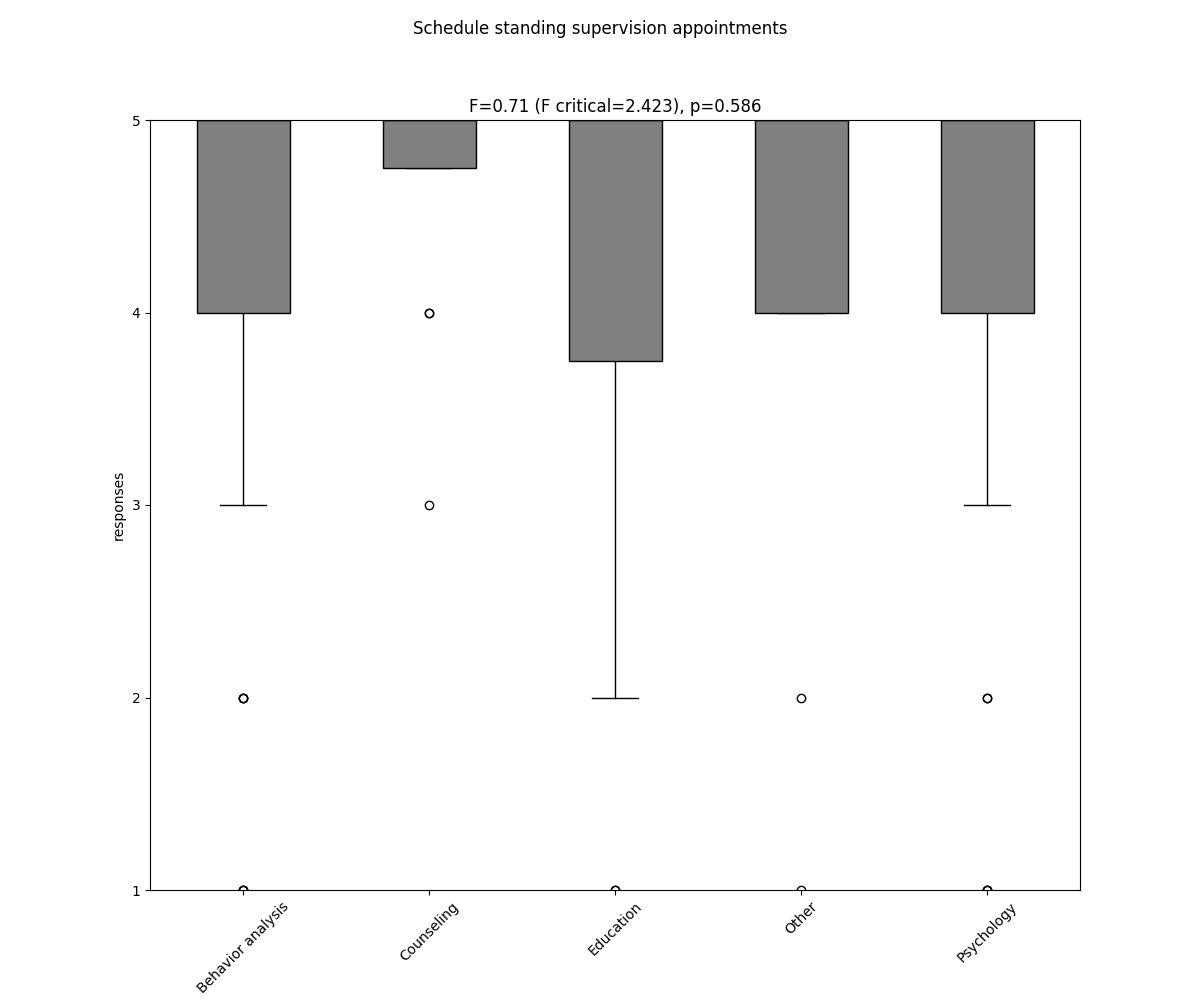 Schedule standing supervision appointments
F=0.71 (F critical=2.423), p=0.586
5
4
3
2
1
responses
Behavior analysis
Counseling
Education
Other
Psychology